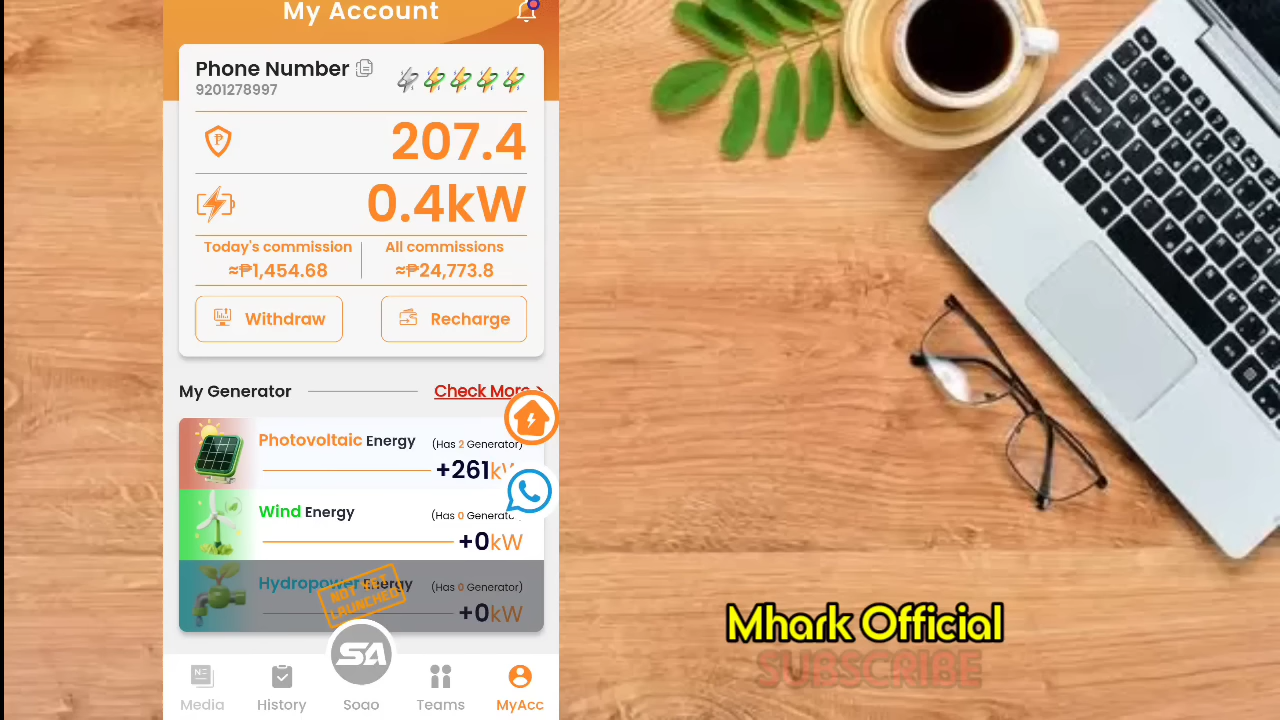 My Account
Phone Number
9201278997
207.4
0.4kW
Today's commission
All commissions
≈₱1,454.68
≈₱24,773.8
Withdraw
Recharge
My Generator
Check More >
Photovoltaic Energy
(Has 2 Generator)
+261kW
Wind Energy
(Has 0 Generator)
+0kW
Hydropower Energy
(Has 0 Generator)
+0kW
NOT YET
LAUNCHED!
SA
Media
History
Soao
Teams
MyAcc
Mhark Official
SUBSCRIBE